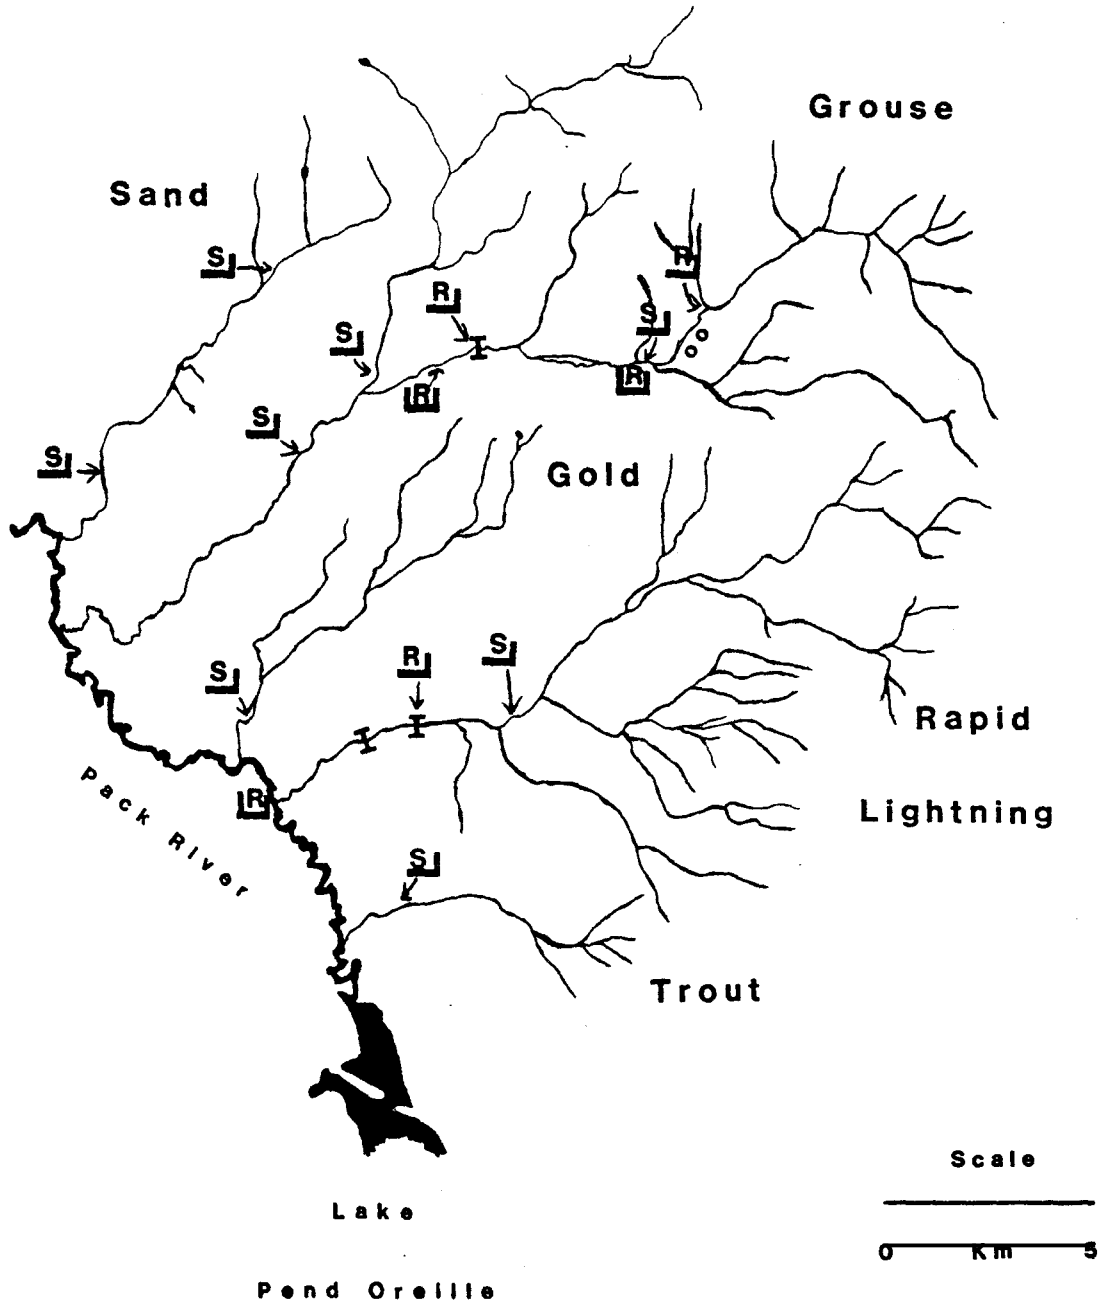 Grouse
Sand
S
R
R
S
S
R
R
S
S
Gold
S
R
S
S
Rapid
Pack River
R
Lightning
S
Trout
Scale
0 Km 5
Lake
Pend Oreille